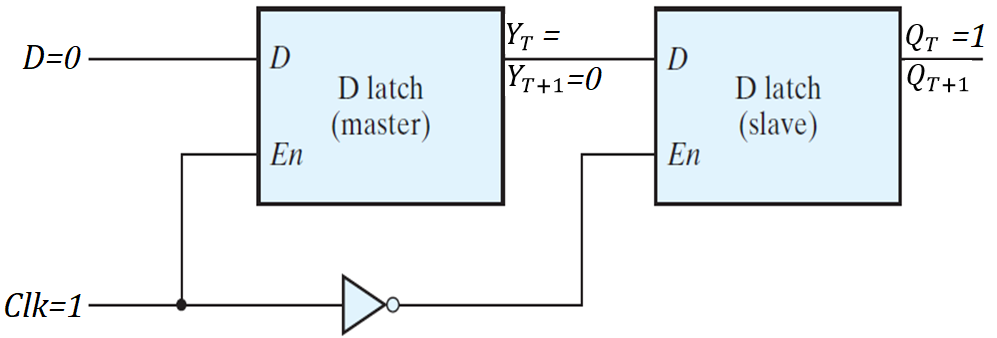 D=0
D
D latch
(master)
En
Y_T =
Y_{T+1}=0
D
D latch
(slave)
En
Q_T =1
Q_{T+1}
Clk=1